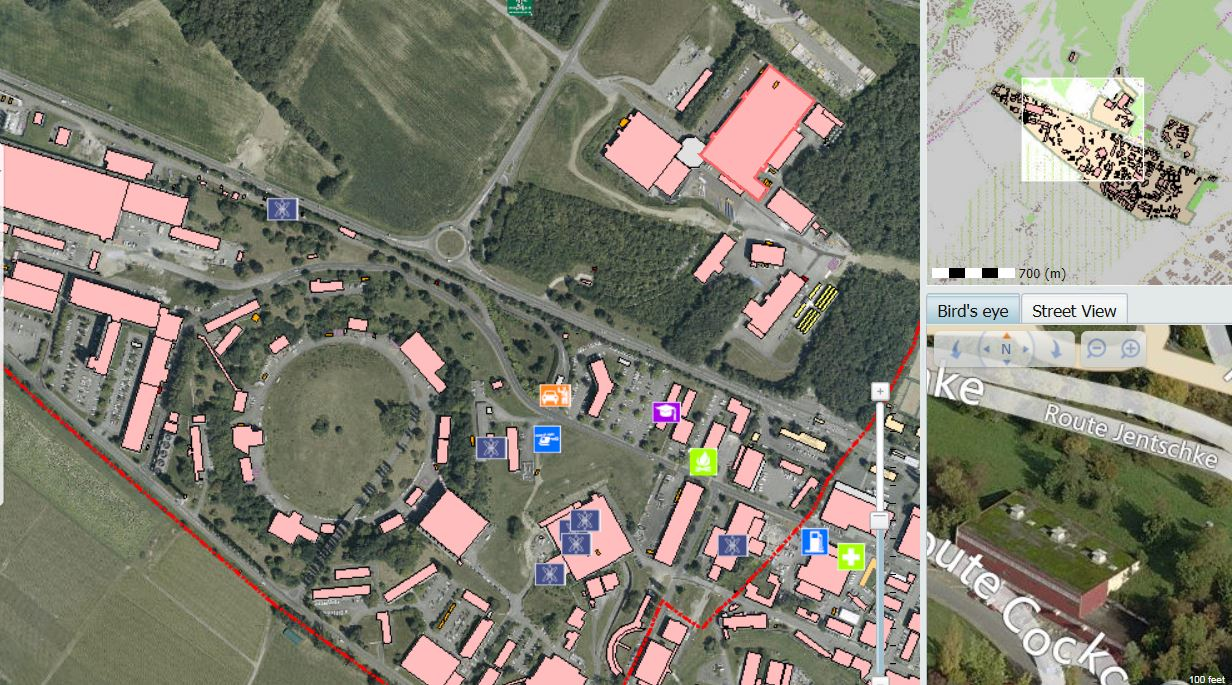 700 (m)
Bird's eye
Street View
N
ke
Route Jentschke
oute Cockc
100 feet